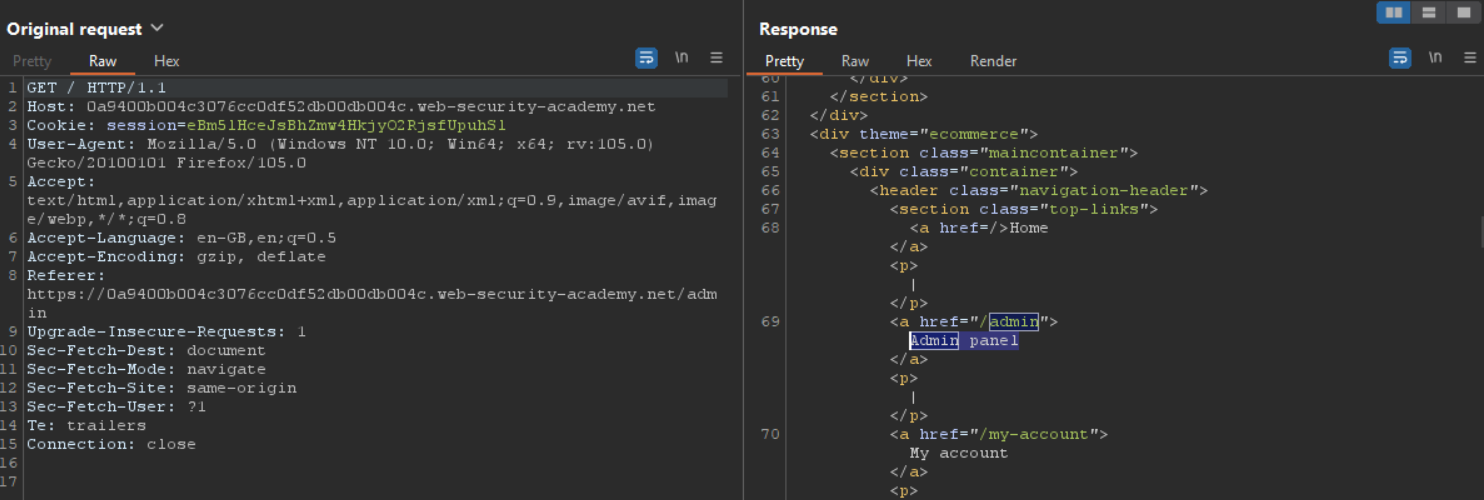 Original request
Pretty Raw Hex \n
1 GET / HTTP/1.1
2 Host: 0a9400b004c3076cc0df52db00db004c.web-security-academy.net
3 Cookie: session=eBm5lHceJsBhZmw4HkjyO2RjsfUpuhSl
4 User-Agent: Mozilla/5.0 (Windows NT 10.0; Win64; x64; rv:105.0)
Gecko/20100101 Firefox/105.0
5 Accept:
text/html,application/xhtml+xml,application/xml;q=0.9,image/avif,imag
e/webp,*/*;q=0.8
6 Accept-Language: en-GB,en;q=0.5
7 Accept-Encoding: gzip, deflate
8 Referer:
https://0a9400b004c3076cc0df52db00db004c.web-security-academy.net/adm
in
9 Upgrade-Insecure-Requests: 1
10 Sec-Fetch-Dest: document
11 Sec-Fetch-Mode: navigate
12 Sec-Fetch-Site: same-origin
13 Sec-Fetch-User: ?1
14 Te: trailers
15 Connection: close
16
17
Response
Pretty Raw Hex Render \n
60 </div>
61 </section>
62 </div>
63 <div theme="ecommerce">
64 <section class="maincontainer">
65 <div class="container">
66 <header class="navigation-header">
67 <section class="top-links">
68 <a href=/>Home
</a>
<p>
|
</p>
69 <a href="/admin">
Admin panel
</a>
<p>
|
</p>
70 <a href="/my-account">
My account
</a>
<p>